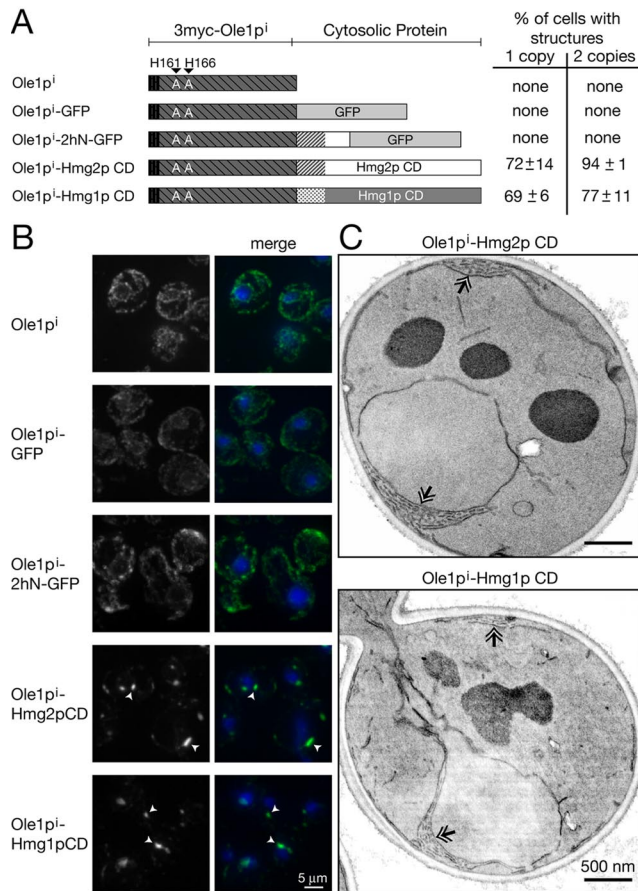 A
3myc-Ole1pⁱ Cytosolic Protein
% of cells with structures
1 copy 2 copies
H161 H166
Ole1pⁱ A A none none
Ole1pⁱ-GFP A A GFP none none
Ole1pⁱ-2hN-GFP A A GFP none none
Ole1pⁱ-Hmg2p CD A A Hmg2p CD 72±14 94 ± 1
Ole1pⁱ-Hmg1p CD A A Hmg1p CD 69 ±6 77±11
B
merge
Ole1pⁱ
Ole1pⁱ-
GFP
Ole1pⁱ-
2hN-GFP
Ole1pⁱ-
Hmg2pCD
Ole1pⁱ-
Hmg1pCD
5 µm
C
Ole1pⁱ-Hmg2p CD
Ole1pⁱ-Hmg1p CD
500 nm